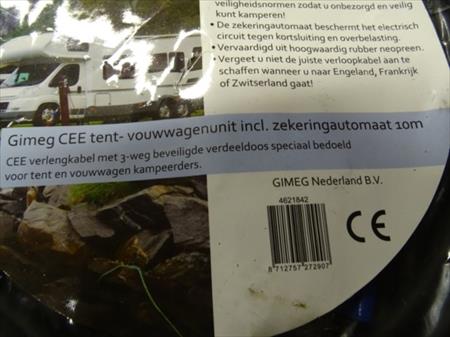 veiligheidsnormen zodat u onbezorgd en veilig
kunt kamperen!
• De zekeringautomaat beschermt het electrisch
circuit tegen kortsluiting en overbelasting.
• Vervaardigd uit hoogwaardig rubber neopreen.
• Vergeet u niet de juiste verloopkabel aan te
schaffen wanneer u naar Engeland, Frankrijk
of Zwitserland gaat!
Gimeg CEE tent- vouwwagenunit incl. zekeringautomaat 10m
CEE verlengkabel met 3-weg beveiligde verdeeldoos speciaal bedoeld
voor tent en vouwwagen kampeerders.
GIMEG Nederland B.V.
4621842
CE
8 712757 272907